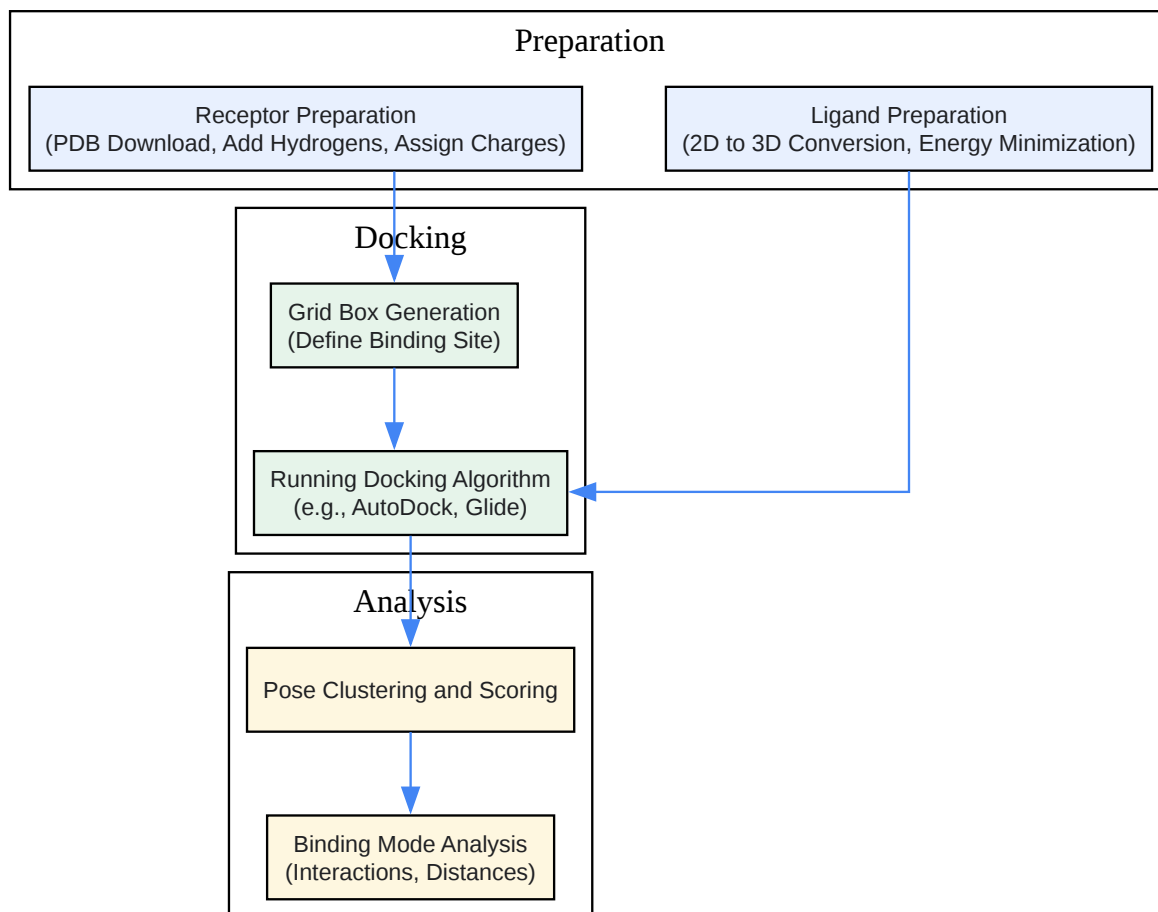 Preparation
Receptor Preparation
(PDB Download, Add Hydrogens, Assign Charges)
Ligand Preparation
(2D to 3D Conversion, Energy Minimization)
Docking
Grid Box Generation
(Define Binding Site)
Running Docking Algorithm
(e.g., AutoDock, Glide)
Analysis
Pose Clustering and Scoring
Binding Mode Analysis
(Interactions, Distances)